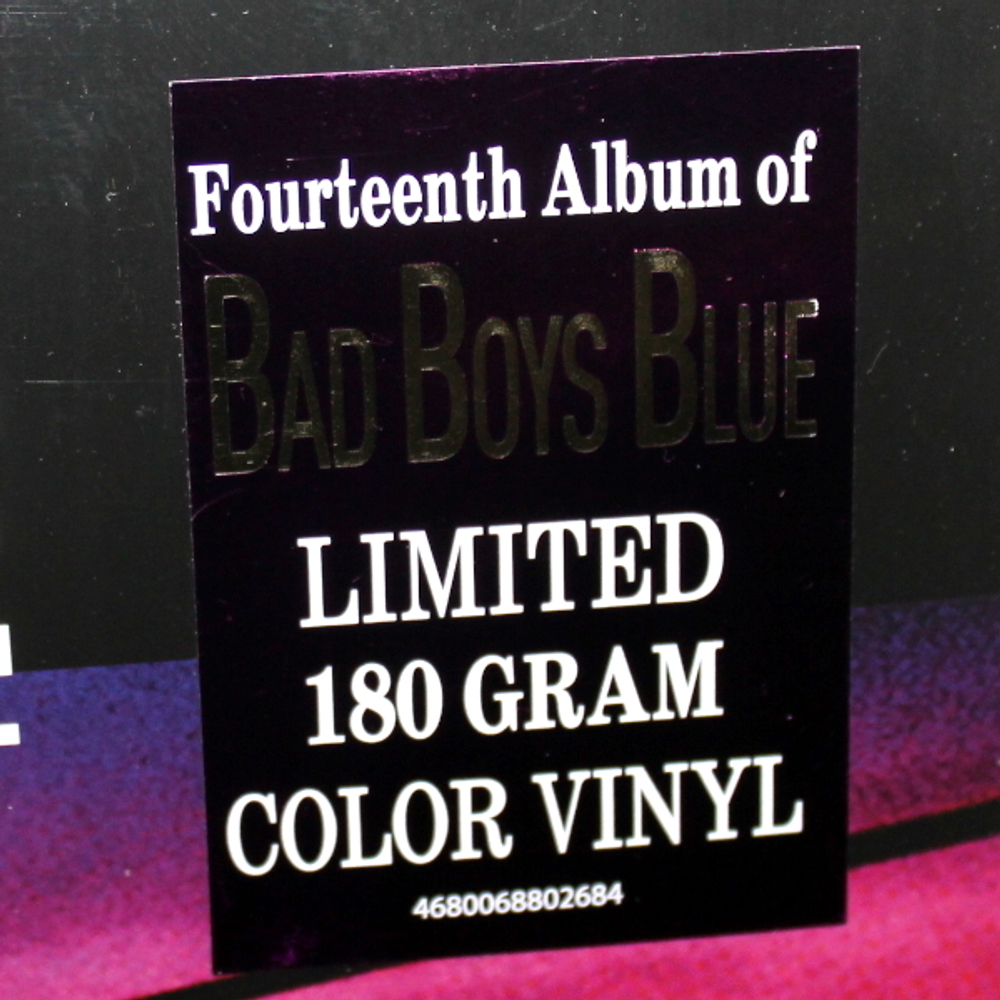 Fourteenth Album of
BAD BOYS BLUE
LIMITED
180 GRAM
COLOR VINYL
4680068802684